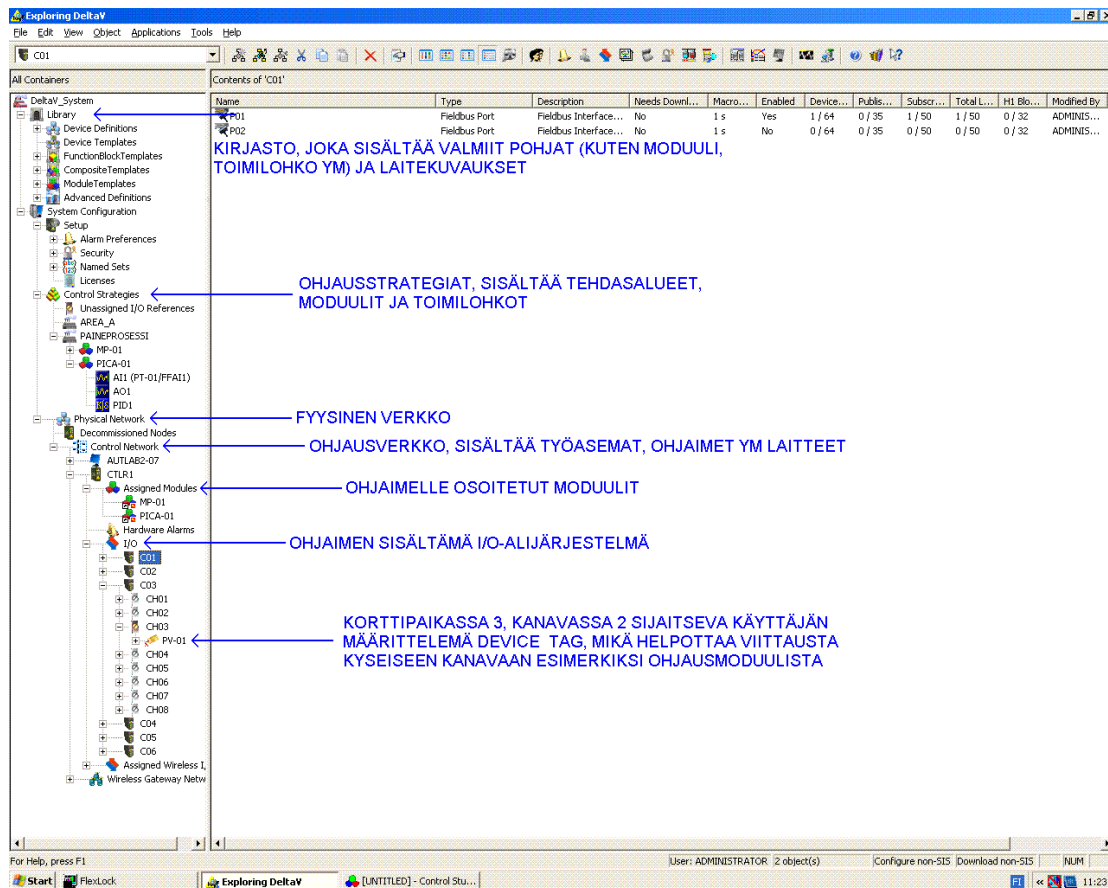 Exploring DeltaV
File Edit View Object Applications Tools Help
C01
All Containers
Contents of 'C01'
Name Type Description Needs Downl... Macro... Enabled Device... Publis... Subscr... Total L... H1 Blo... Modified By
P01 Fieldbus Port Fieldbus Interface... No 1 s Yes 1 / 64 0 / 35 1 / 50 1 / 50 0 / 32 ADMINIS...
P02 Fieldbus Port Fieldbus Interface... No 1 s No 0 / 64 0 / 35 0 / 50 0 / 50 0 / 32 ADMINIS...
DeltaV_System
Library
Device Definitions
Device Templates
FunctionBlockTemplates
CompositeTemplates
ModuleTemplates
Advanced Definitions
System Configuration
Setup
Alarm Preferences
Security
Named Sets
Licenses
Control Strategies
Unassigned I/O References
AREA_A
PAINEPROSESSI
MP-01
PICA-01
AI1 (PT-01/FFAI1)
AO1
PID1
Physical Network
Decommissioned Nodes
Control Network
AUTLAB2-07
CTLR1
Assigned Modules
MP-01
PICA-01
Hardware Alarms
I/O
C01
C02
C03
CH01
CH02
CH03
PV-01
CH04
CH05
CH06
CH07
CH08
C04
C05
C06
Assigned Wireless I,
Wireless Gateway Netw
KIRJASTO, JOKA SISÄLTÄÄ VALMIIT POHJAT (KUTEN MODUULI,
TOIMILOHKO YM) JA LAITEKUVAUKSET
OHJAUSSTRATEGIAT, SISÄLTÄÄ TEHDASALUEET,
MODUULIT JA TOIMILOHKOT
FYYSINEN VERKKO
OHJAUSVERKKO, SISÄLTÄÄ TYÖASEMAT, OHJAIMET YM LAITTEET
OHJAIMELLE OSOITETUT MODUULIT
OHJAIMEN SISÄLTÄMÄ I/O-ALIJÄRJESTELMÄ
KORTTIPAIKASSA 3, KANAVASSA 2 SIJAITSEVA KÄYTTÄJÄN
MÄÄRITTELEMÄ DEVICE TAG, MIKÄ HELPOTTAA VIITTAUSTA
KYSEISEEN KANAVAAN ESIMERKIKSI OHJAUSMODUULISTA
For Help, press F1
User: ADMINISTRATOR 2 object(s) Configure non-SIS Download non-SIS NUM
Start FlexLock Exploring DeltaV [UNTITLED] - Control Stu... FI « 11:23